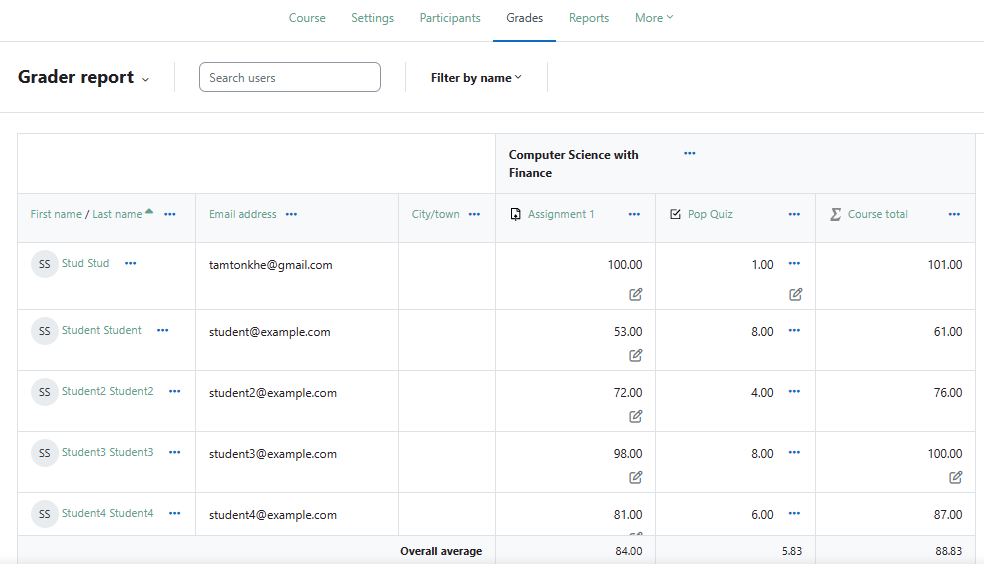 Course Settings Participants Grades Reports More
Grader report Search users Filter by name
Computer Science with
Finance
First name / Last name Email address City/town Assignment 1 Pop Quiz Course total
SS Stud Stud tamtonkhe@gmail.com 100.00 1.00 101.00
SS Student Student student@example.com 53.00 8.00 61.00
SS Student2 Student2 student2@example.com 72.00 4.00 76.00
SS Student3 Student3 student3@example.com 98.00 8.00 100.00
SS Student4 Student4 student4@example.com 81.00 6.00 87.00
Overall average 84.00 5.83 88.83